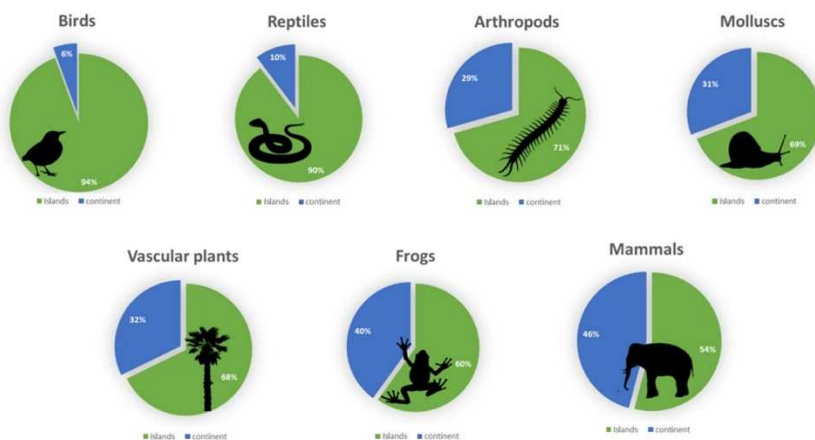 Birds
6%
94%
Islands continent
Reptiles
10%
90%
Islands continent
Arthropods
29%
71%
Islands continent
Molluscs
31%
69%
Islands continent
Vascular plants
32%
68%
Islands continent
Frogs
40%
60%
Islands continent
Mammals
46%
54%
Islands continent